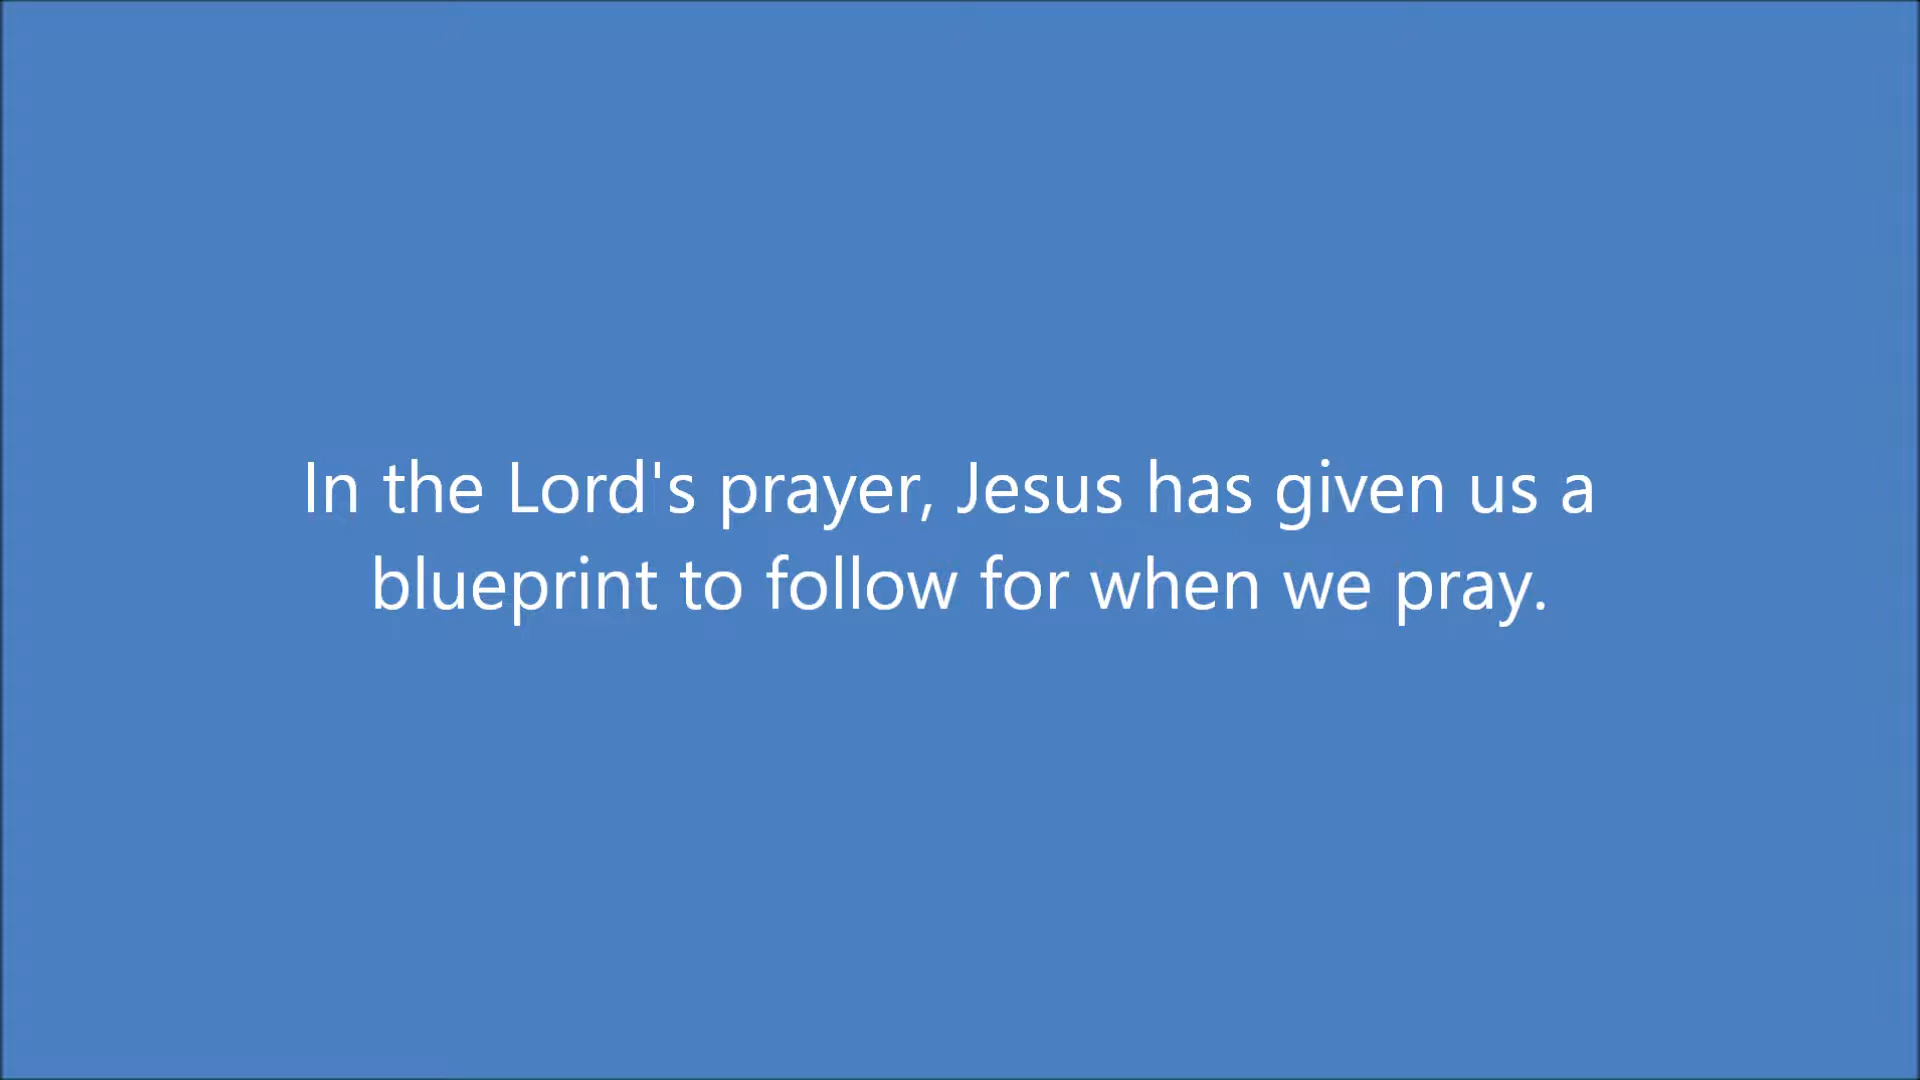 In the Lord's prayer, Jesus has given us a
blueprint to follow for when we pray.